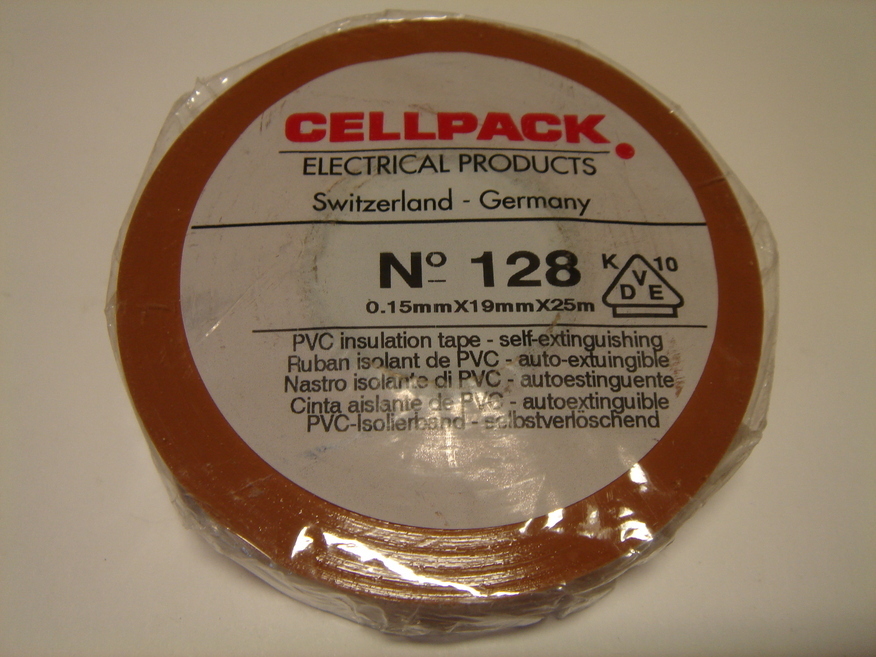 CELLPACK.
ELECTRICAL PRODUCTS
Switzerland - Germany
Nº 128
K VDE 10
0.15mmX19mmX25m
PVC insulation tape - self-extinguishing
Ruban isolant de PVC - auto-extuingible
Nastro isolante di PVC - autoestinguente
Cinta aislante de PVC - autoextinguible
PVC-Isolierband - selbstverlöschend